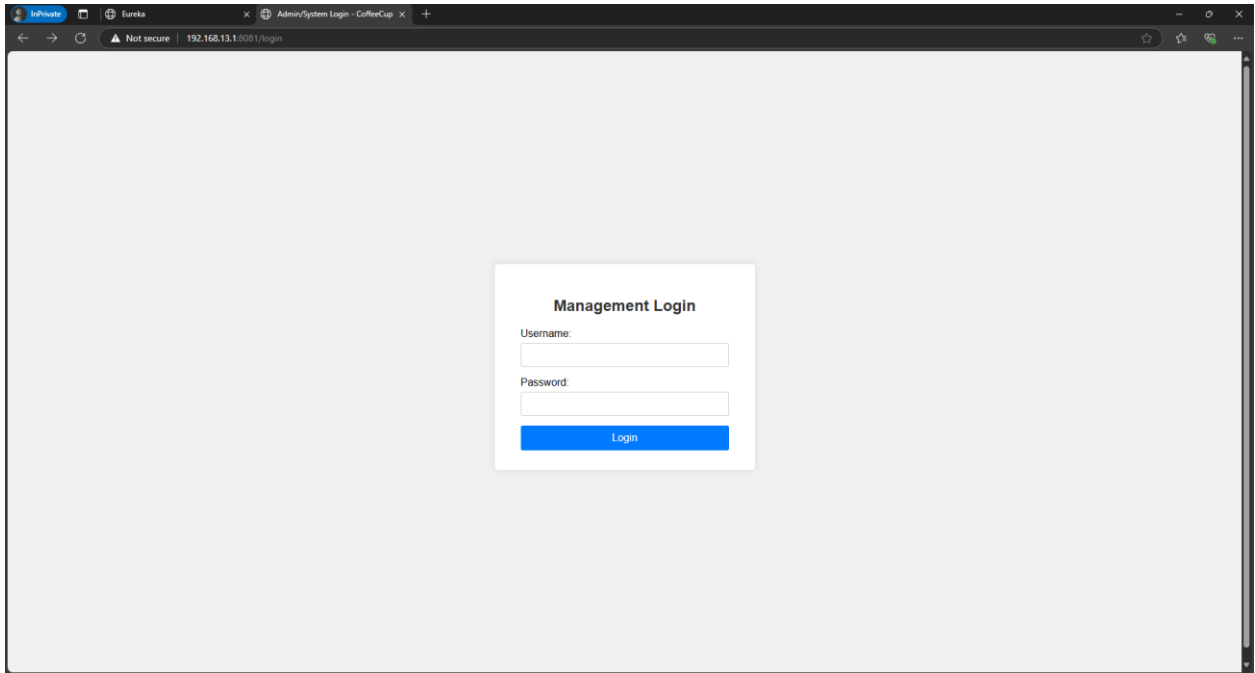 InPrivate
Eureka
Admin/System Login - CoffeeCup
Not secure
192.168.13.1:8081/login
Management Login
Username:
Password:
Login